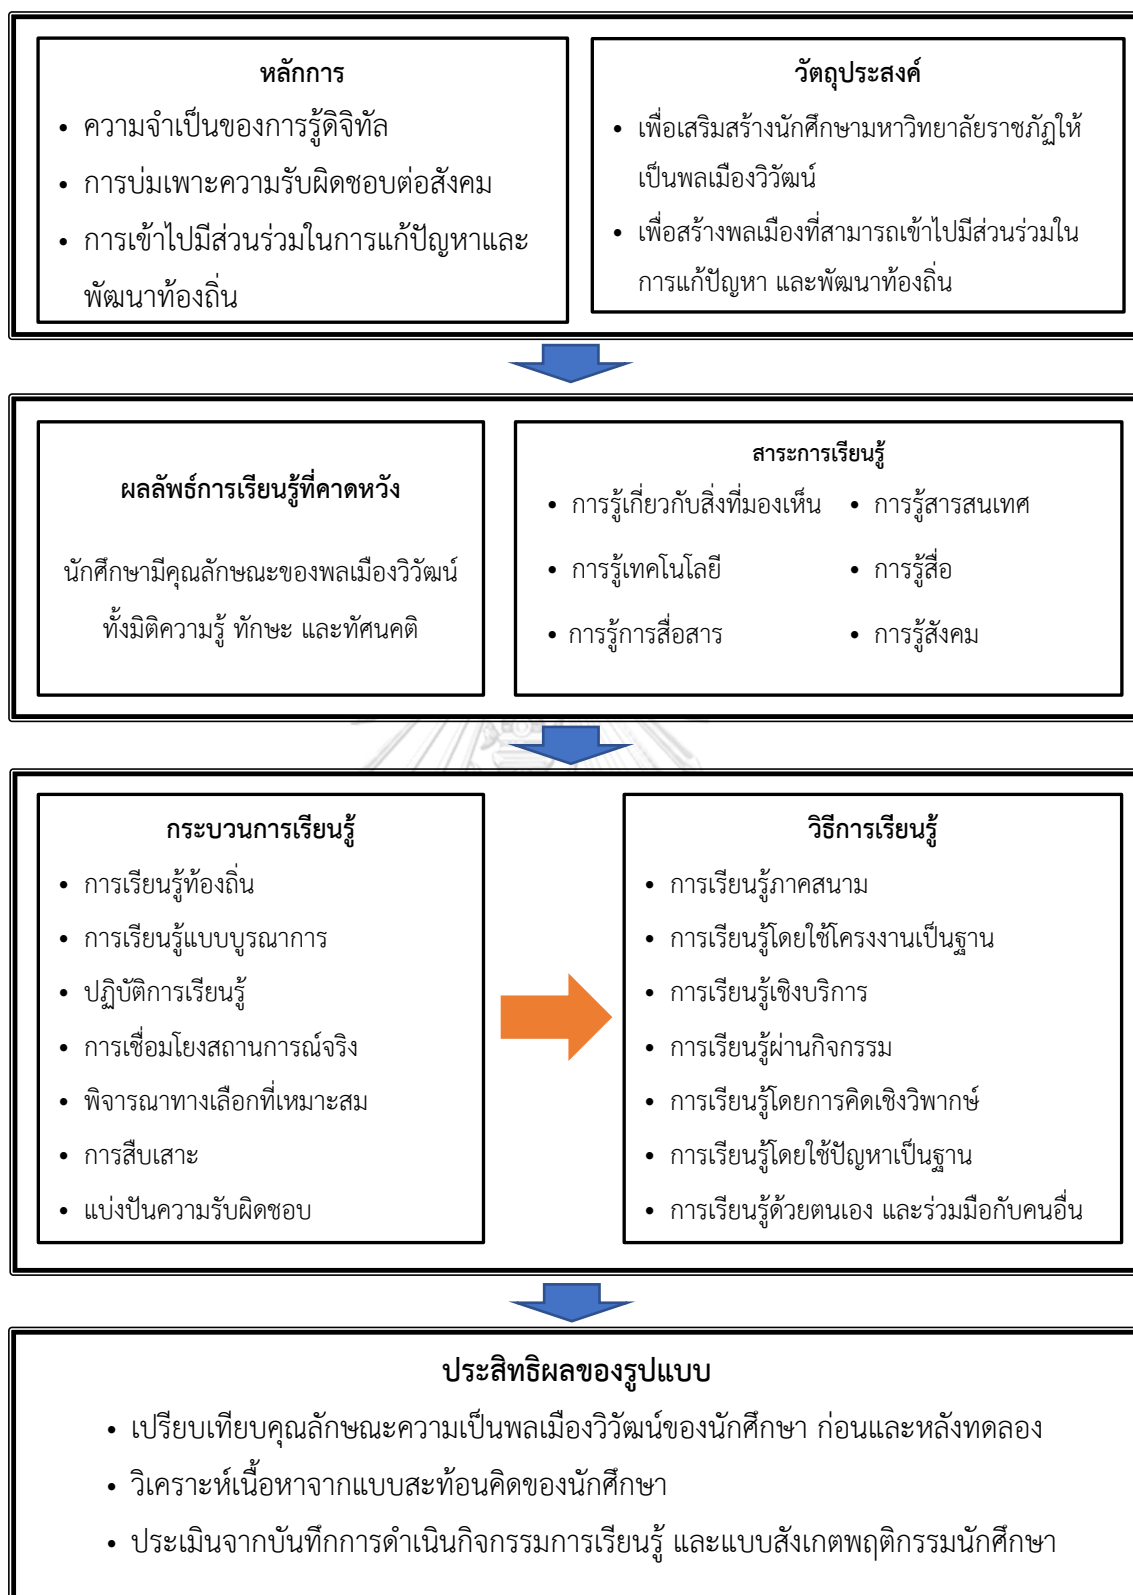 หลักการ
• ความจำเป็นของการรู้ดิจิทัล
• การบ่มเพาะความรับผิดชอบต่อสังคม
• การเข้าไปมีส่วนร่วมในการแก้ปัญหาและ
พัฒนาท้องถิ่น
วัตถุประสงค์
• เพื่อเสริมสร้างนักศึกษามหาวิทยาลัยราชภัฏให้
เป็นพลเมืองวิวัฒน์
• เพื่อสร้างพลเมืองที่สามารถเข้าไปมีส่วนร่วมใน
การแก้ปัญหา และพัฒนาท้องถิ่น
ผลลัพธ์การเรียนรู้ที่คาดหวัง
นักศึกษามีคุณลักษณะของพลเมืองวิวัฒน์
ทั้งมิติความรู้ ทักษะ และทัศนคติ
สาระการเรียนรู้
• การรู้เกี่ยวกับสิ่งที่มองเห็น
• การรู้เทคโนโลยี
• การรู้การสื่อสาร
• การรู้สารสนเทศ
• การรู้สื่อ
• การรู้สังคม
กระบวนการเรียนรู้
• การเรียนรู้ท้องถิ่น
• การเรียนรู้แบบบูรณาการ
• ปฏิบัติการเรียนรู้
• การเชื่อมโยงสถานการณ์จริง
• พิจารณาทางเลือกที่เหมาะสม
• การสืบเสาะ
• แบ่งปันความรับผิดชอบ
วิธีการเรียนรู้
• การเรียนรู้ภาคสนาม
• การเรียนรู้โดยใช้โครงงานเป็นฐาน
• การเรียนรู้เชิงบริการ
• การเรียนรู้ผ่านกิจกรรม
• การเรียนรู้โดยการคิดเชิงวิพากษ์
• การเรียนรู้โดยใช้ปัญหาเป็นฐาน
• การเรียนรู้ด้วยตนเอง และร่วมมือกับคนอื่น
ประสิทธิผลของรูปแบบ
• เปรียบเทียบคุณลักษณะความเป็นพลเมืองวิวัฒน์ของนักศึกษา ก่อนและหลังทดลอง
• วิเคราะห์เนื้อหาจากแบบสะท้อนคิดของนักศึกษา
• ประเมินจากบันทึกการดำเนินกิจกรรมการเรียนรู้ และแบบสังเกตพฤติกรรมนักศึกษา